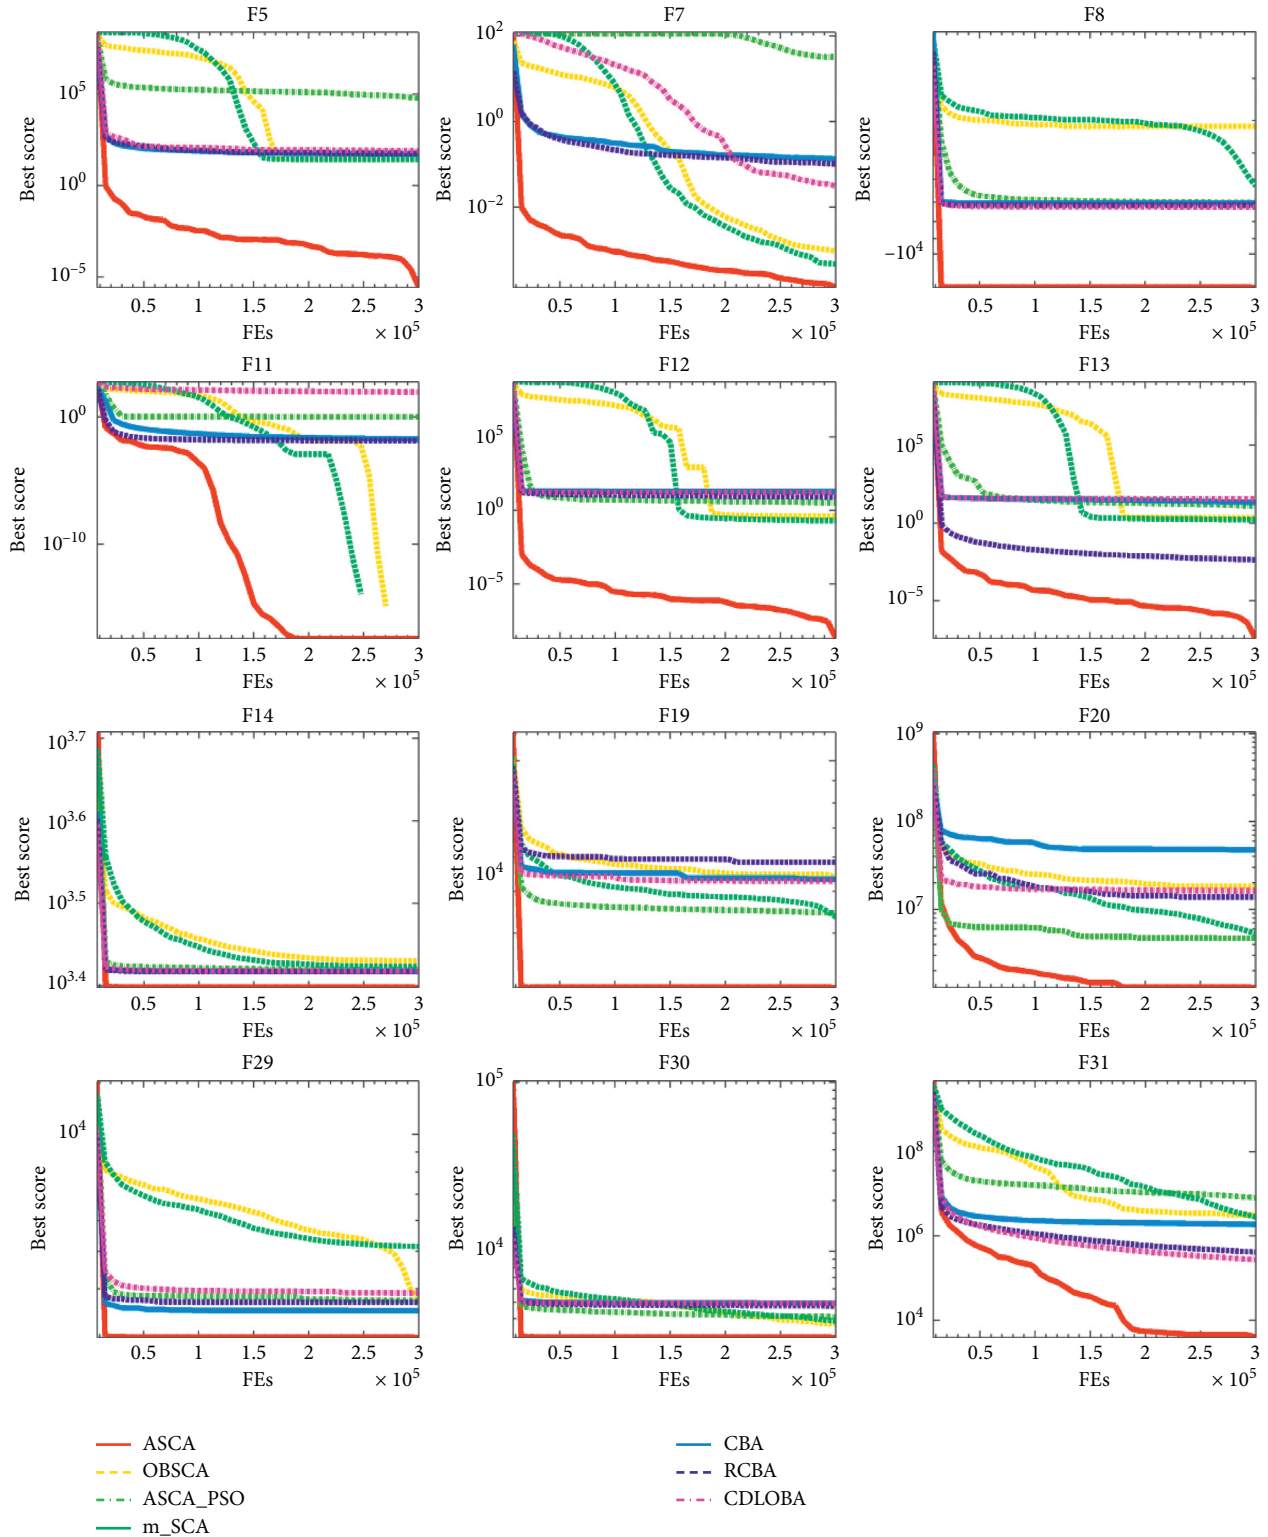 F5
Best score
10^5
10^0
10^−5
0.5 1 1.5 2 2.5 3
FEs × 10^5
F7
Best score
10^2
10^0
10^−2
0.5 1 1.5 2 2.5 3
FEs × 10^5
F8
Best score
−10^4
0.5 1 1.5 2 2.5 3
FEs × 10^5
F11
Best score
10^0
10^−10
0.5 1 1.5 2 2.5 3
FEs × 10^5
F12
Best score
10^5
10^0
10^−5
0.5 1 1.5 2 2.5 3
FEs × 10^5
F13
Best score
10^5
10^0
10^−5
0.5 1 1.5 2 2.5 3
FEs × 10^5
F14
Best score
10^3.7
10^3.6
10^3.5
10^3.4
0.5 1 1.5 2 2.5 3
FEs × 10^5
F19
Best score
10^4
0.5 1 1.5 2 2.5 3
FEs × 10^5
F20
Best score
10^9
10^8
10^7
0.5 1 1.5 2 2.5 3
FEs × 10^5
F29
Best score
10^4
0.5 1 1.5 2 2.5 3
FEs × 10^5
F30
Best score
10^5
10^4
0.5 1 1.5 2 2.5 3
FEs × 10^5
F31
Best score
10^8
10^6
10^4
0.5 1 1.5 2 2.5 3
FEs × 10^5
ASCA
OBSCA
ASCA_PSO
m_SCA
CBA
RCBA
CDLOBA